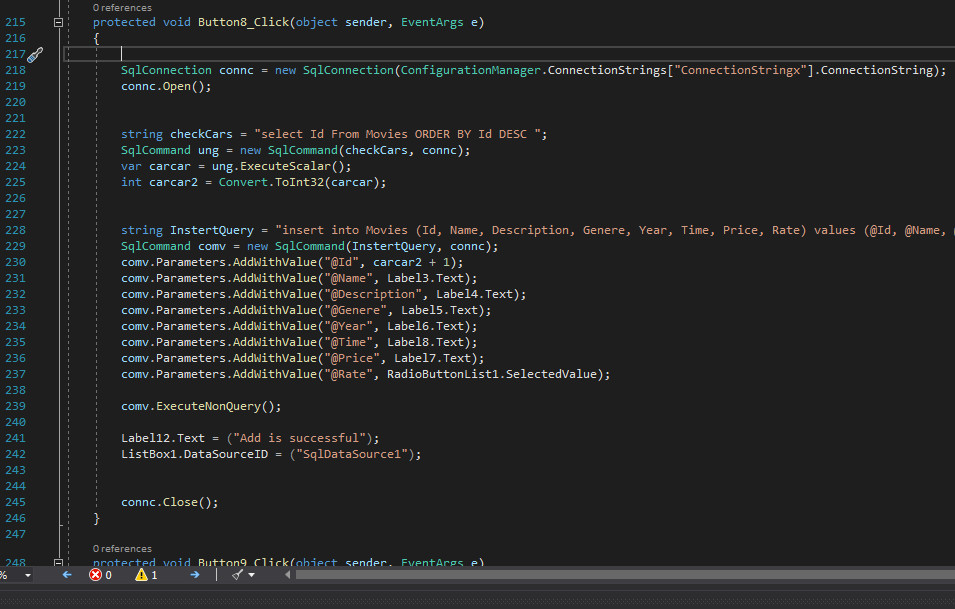 0 references
215 protected void Button8_Click(object sender, EventArgs e)
216 {
217
218 SqlConnection connc = new SqlConnection(ConfigurationManager.ConnectionStrings["ConnectionStringx"].ConnectionString);
219 connc.Open();
220
221
222 string checkCars = "select Id From Movies ORDER BY Id DESC ";
223 SqlCommand ung = new SqlCommand(checkCars, connc);
224 var carcar = ung.ExecuteScalar();
225 int carcar2 = Convert.ToInt32(carcar);
226
227
228 string InstertQuery = "insert into Movies (Id, Name, Description, Genere, Year, Time, Price, Rate) values (@Id, @Name,
229 SqlCommand comv = new SqlCommand(InstertQuery, connc);
230 comv.Parameters.AddWithValue("@Id", carcar2 + 1);
231 comv.Parameters.AddWithValue("@Name", Label3.Text);
232 comv.Parameters.AddWithValue("@Description", Label4.Text);
233 comv.Parameters.AddWithValue("@Genere", Label5.Text);
234 comv.Parameters.AddWithValue("@Year", Label6.Text);
235 comv.Parameters.AddWithValue("@Time", Label8.Text);
236 comv.Parameters.AddWithValue("@Price", Label7.Text);
237 comv.Parameters.AddWithValue("@Rate", RadioButtonList1.SelectedValue);
238
239 comv.ExecuteNonQuery();
240
241 Label12.Text = ("Add is successful");
242 ListBox1.DataSourceID = ("SqlDataSource1");
243
244
245 connc.Close();
246 }
247
0 references
248 protected void Button9_Click(object sender, EventArgs e)
% 0 1